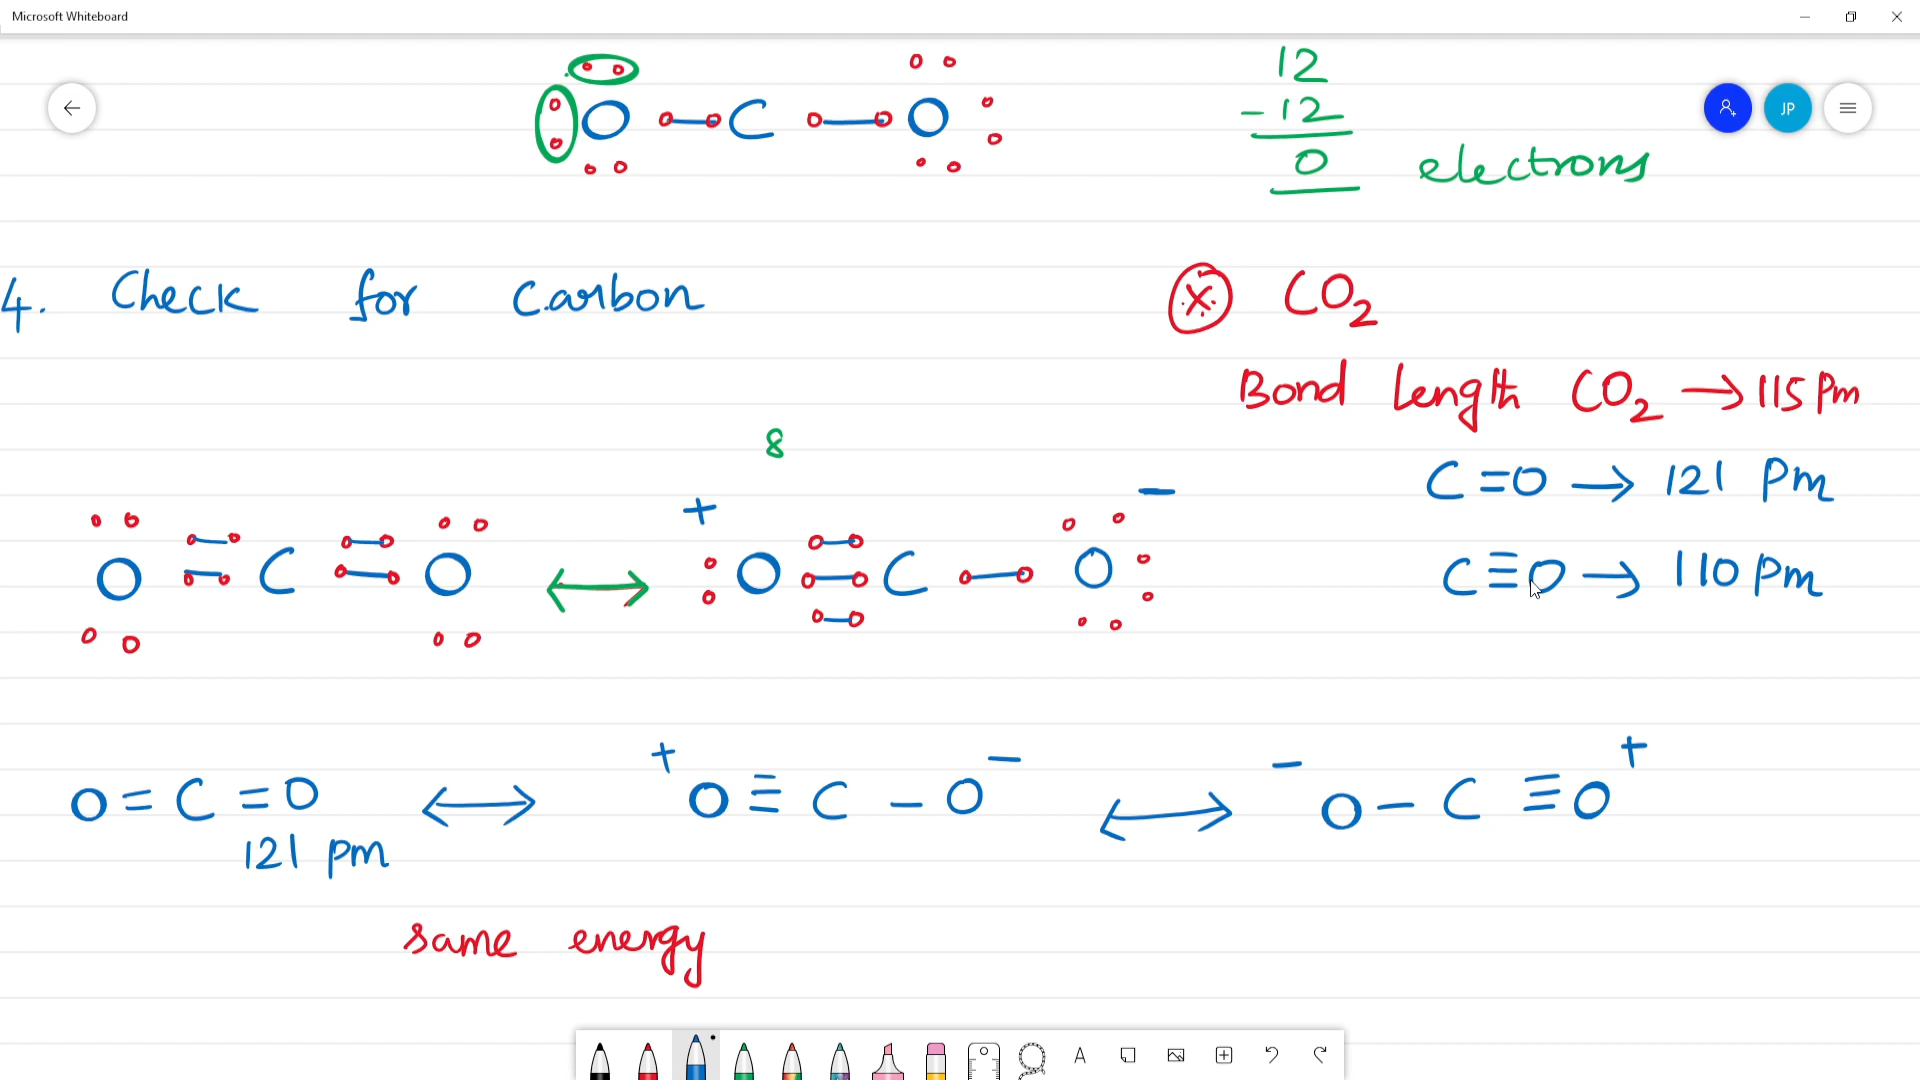 Microsoft Whiteboard
O C O
12
- 12
0 electrons
JP
4. Check for Carbon
* CO2
Bond length CO2 → 115 Pm
8
C = O → 121 Pm
C ≡ O → 110 Pm
O = C = O ↔ + O ≡ C - O −
O = C = O ↔ + O ≡ C - O − ↔ − O - C ≡ O +
121 pm
same energy
A